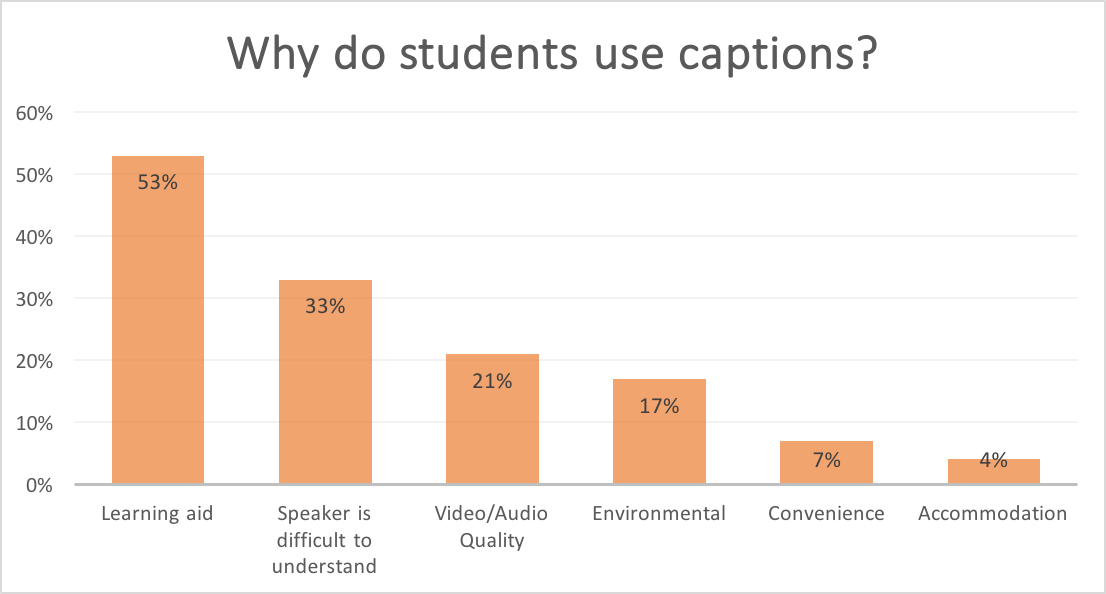 Why do students use captions?
60%
50%
40%
30%
20%
10%
0%
53%
33%
21%
17%
7%
4%
Learning aid
Speaker is
difficult to
understand
Video/Audio
Quality
Environmental
Convenience
Accommodation